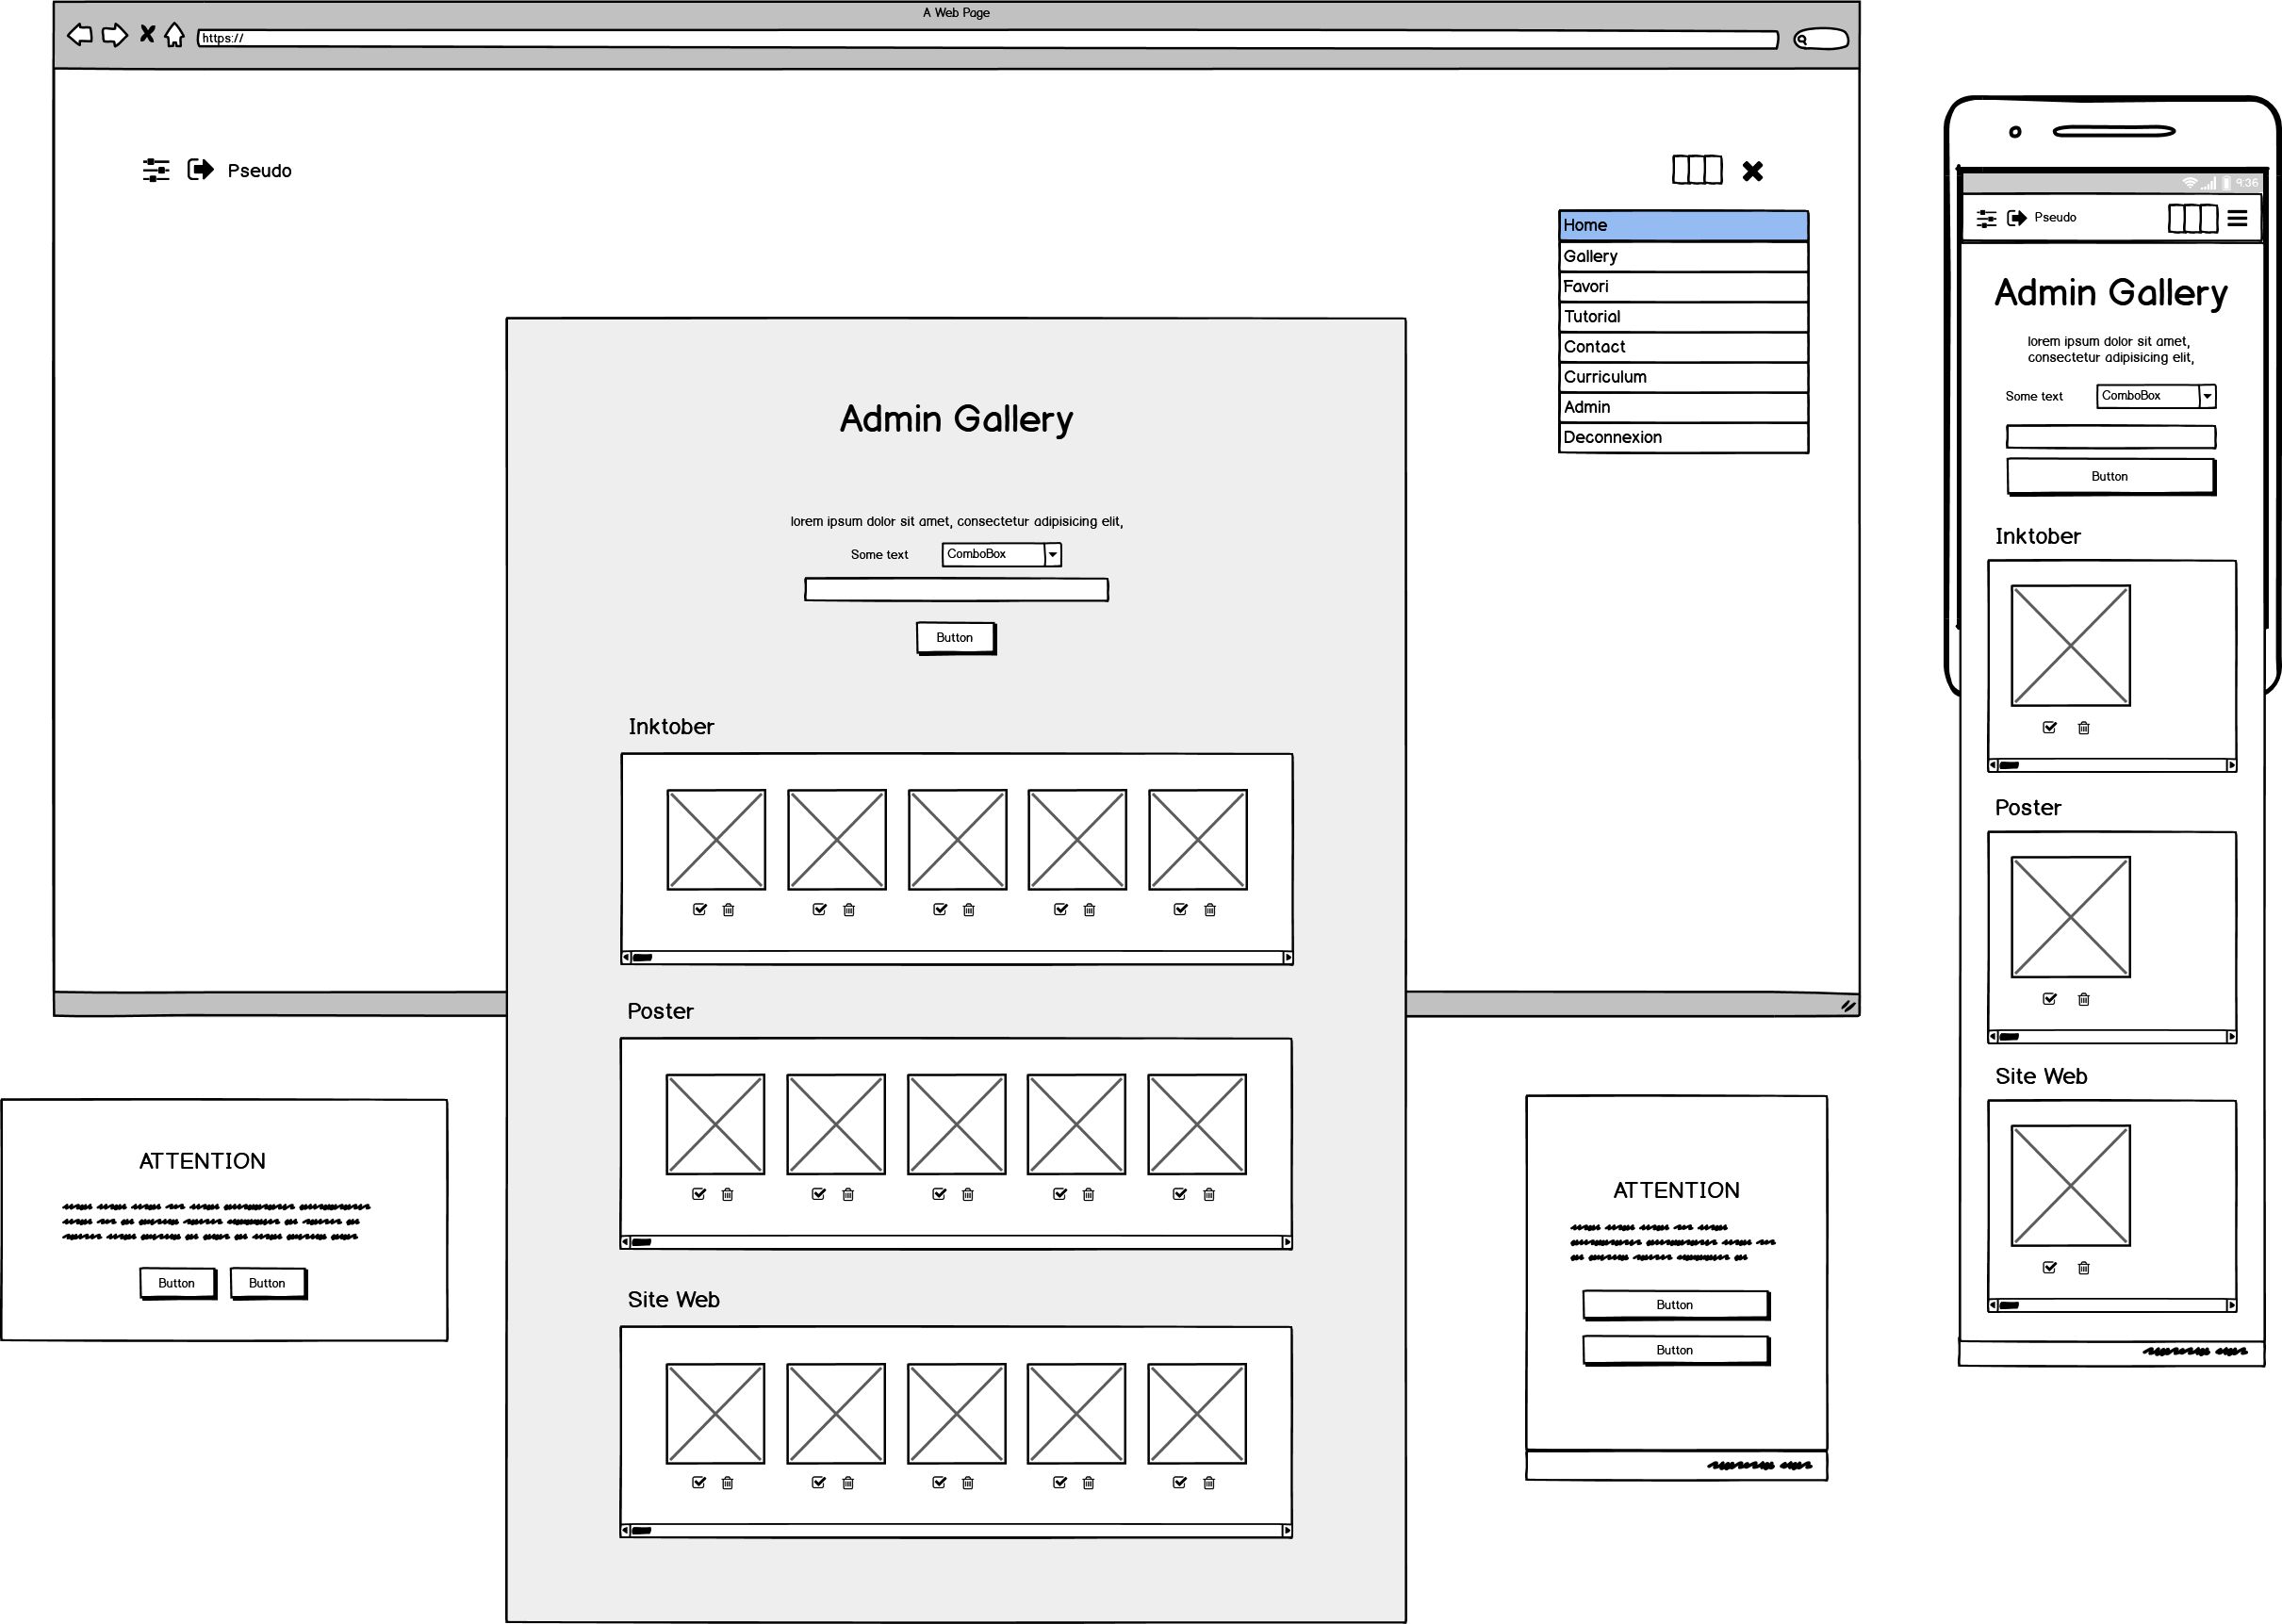 A Web Page
https://
Pseudo
Home
Gallery
Favori
Tutorial
Contact
Curriculum
Admin
Deconnexion
Admin Gallery
lorem ipsum dolor sit amet, consectetur adipisicing elit,
Some text
ComboBox
Button
Inktober
Poster
Site Web
ATTENTION
Button
Button
ATTENTION
Button
Button
9:36
Pseudo
Admin Gallery
lorem ipsum dolor sit amet,
consectetur adipisicing elit,
Some text
ComboBox
Button
Inktober
Poster
Site Web